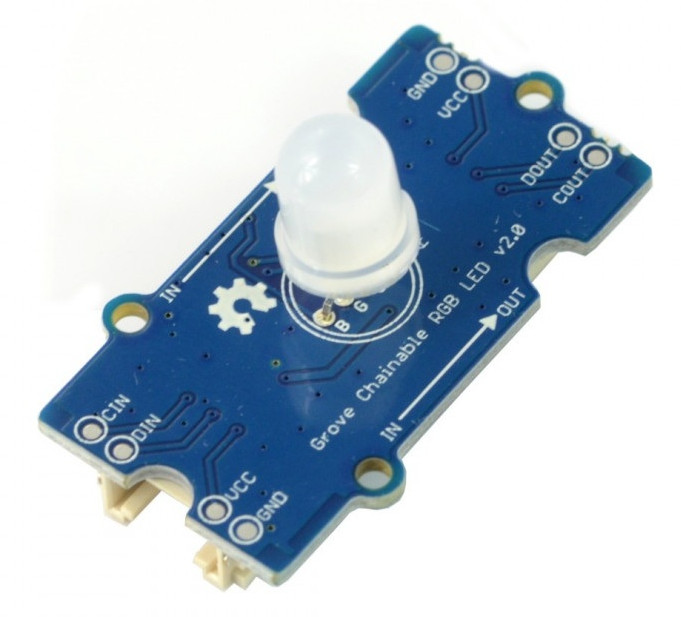 GND
VCC
DOUT
COUT
IN
B
G
Grove Chainable RGB LED v2.0
IN
OUT
CIN
DIN
VCC
GND